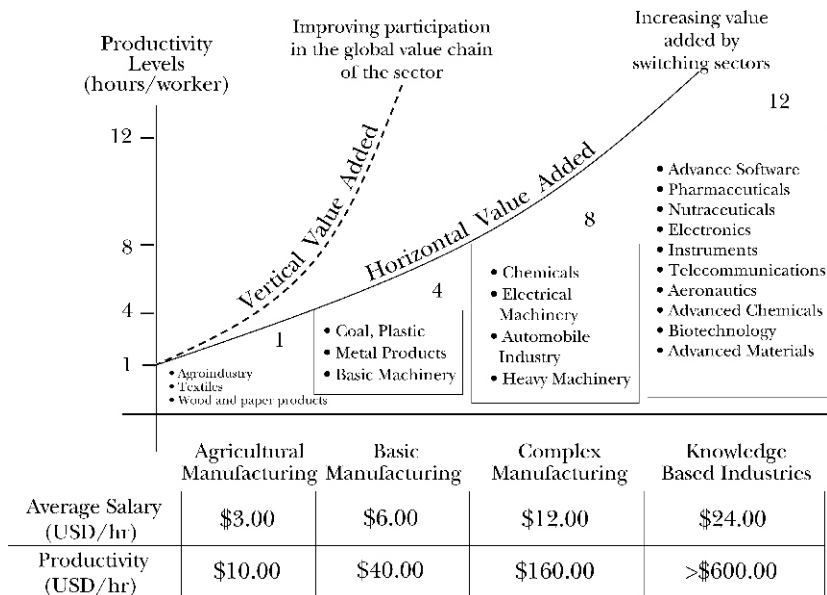 Improving participation
in the global value chain
of the sector
Increasing value
added by
switching sectors
Productivity
Levels
(hours/worker)
12
12
8
4
1
Vertical Value Added
Horizontal Value Added
1
4
8
• Agroindustry
• Textiles
• Wood and paper products
• Coal, Plastic
• Metal Products
• Basic Machinery
• Chemicals
• Electrical
Machinery
• Automobile
Industry
• Heavy Machinery
• Advance Software
• Pharmaceuticals
• Nutraceuticals
• Electronics
• Instruments
• Telecommunications
• Aeronautics
• Advanced Chemicals
• Biotechnology
• Advanced Materials
Agricultural
Manufacturing
Basic
Manufacturing
Complex
Manufacturing
Knowledge
Based Industries
Average Salary
(USD/hr)
$3.00
$6.00
$12.00
$24.00
Productivity
(USD/hr)
$10.00
$40.00
$160.00
>$600.00